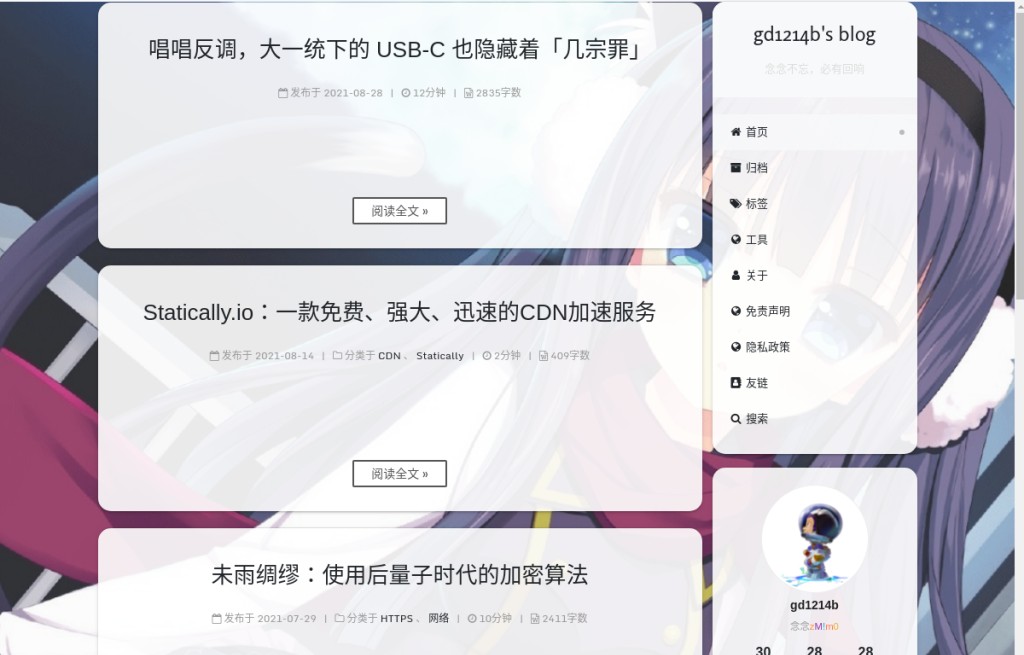 唱唱反调，大一统下的 USB-C 也隐藏着「几宗罪」
发布于 2021-08-28 | 12分钟 | 2835字数
阅读全文 »
Statically.io：一款免费、强大、迅速的CDN加速服务
发布于 2021-08-14 | 分类于 CDN 、 Statically | 2分钟 | 409字数
阅读全文 »
未雨绸缪：使用后量子时代的加密算法
发布于 2021-07-29 | 分类于 HTTPS 、 网络 | 10分钟 | 2411字数
gd1214b's blog
念念不忘，必有回响
首页
归档
标签
工具
关于
免责声明
隐私政策
友链
搜索
gd1214b
念念zM!m0
30 28 28